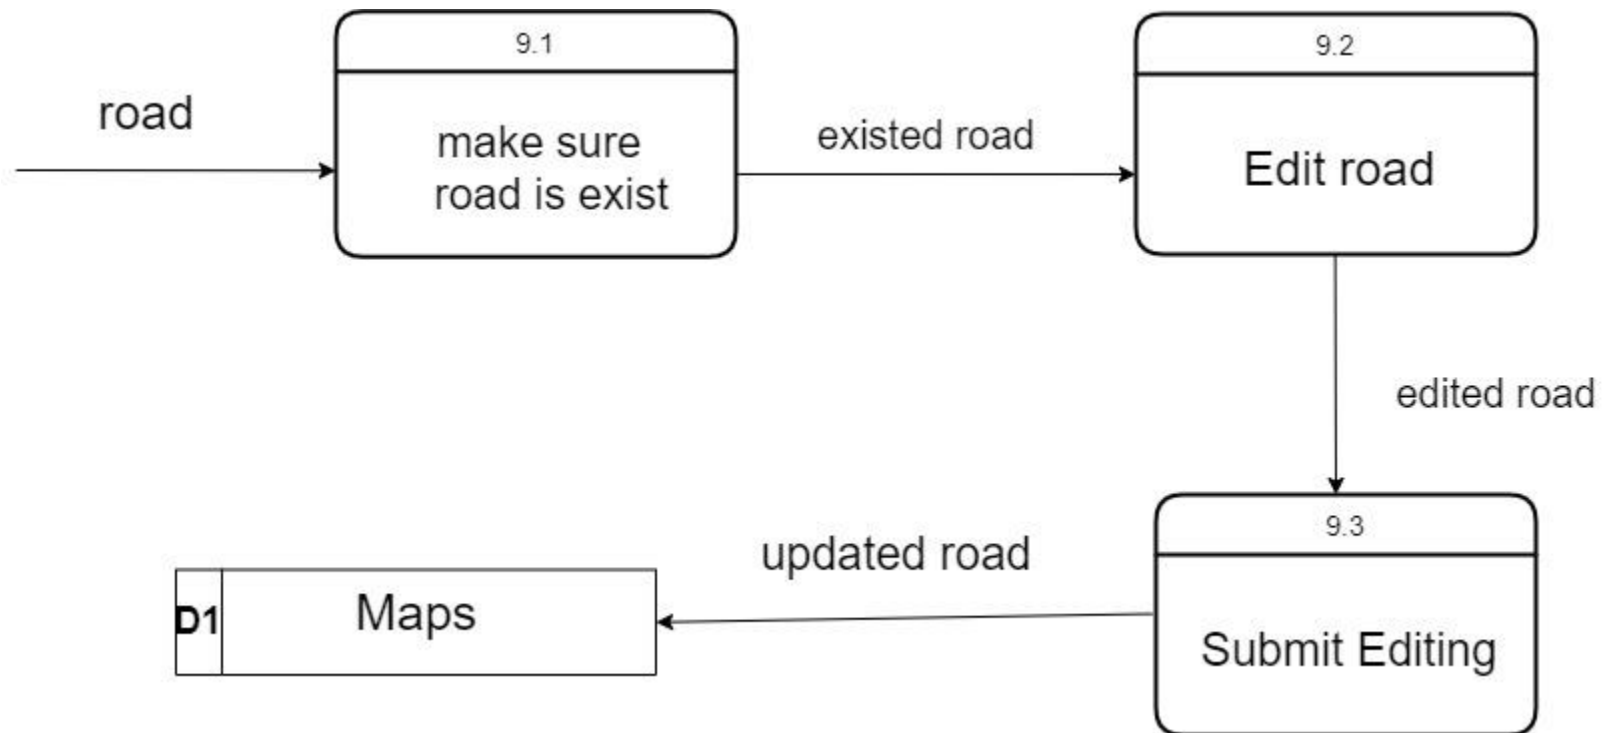 road
9.1
make sure
road is exist
existed road
9.2
Edit road
edited road
9.3
Submit Editing
updated road
D1
Maps